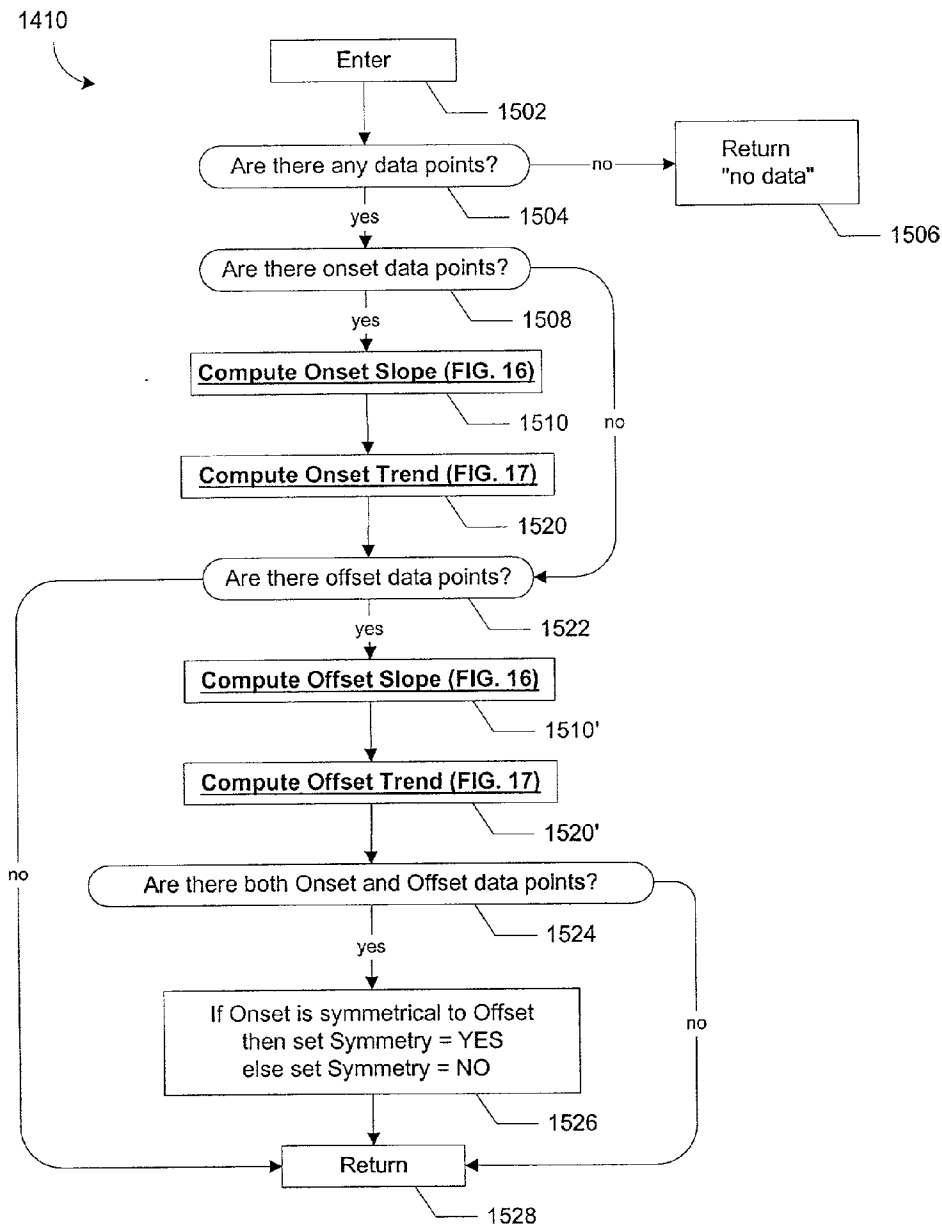 1410
Enter
1502
Are there any data points?
no
Return
"no data"
1504
1506
yes
Are there onset data points?
1508
yes
Compute Onset Slope (FIG. 16)
1510
no
Compute Onset Trend (FIG. 17)
1520
Are there offset data points?
1522
yes
Compute Offset Slope (FIG. 16)
1510'
Compute Offset Trend (FIG. 17)
1520'
no
Are there both Onset and Offset data points?
1524
yes
If Onset is symmetrical to Offset
then set Symmetry = YES
else set Symmetry = NO
no
1526
Return
1528